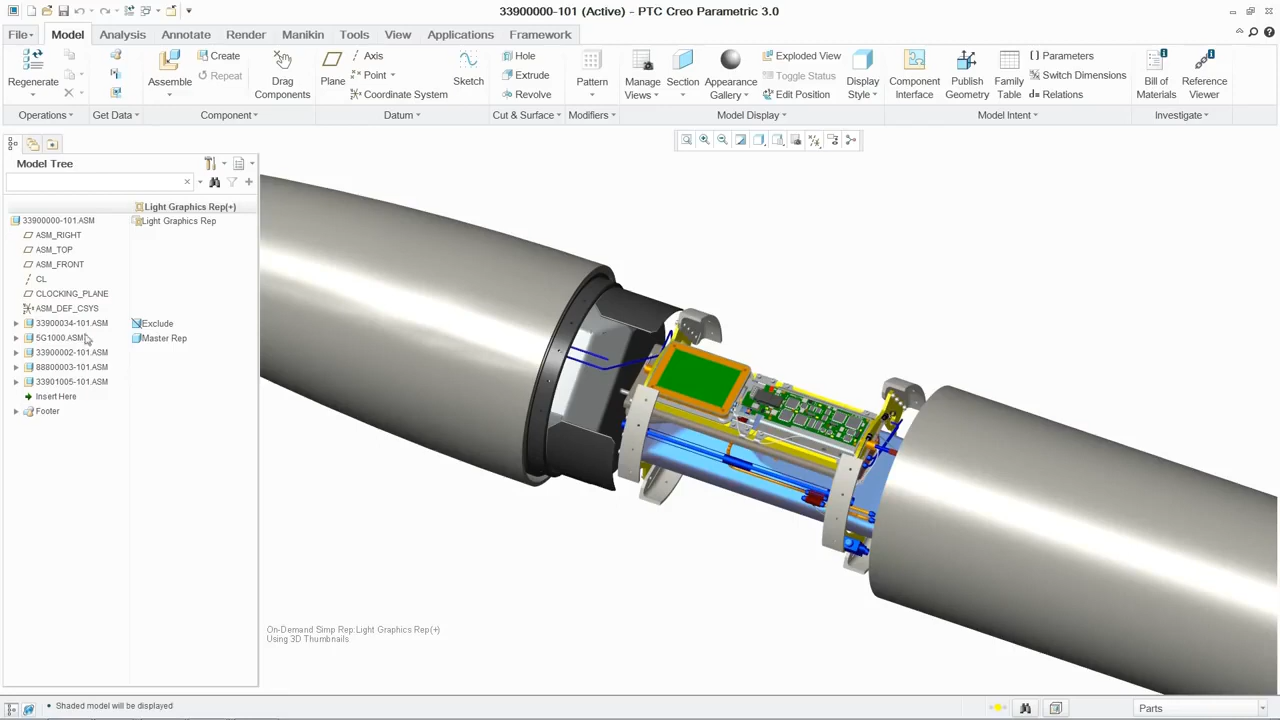 33900000-101 (Active) - PTC Creo Parametric 3.0
File Model Analysis Annotate Render Manikin Tools View Applications Framework
Regenerate
Operations
Get Data
Assemble
Create
Repeat
Drag Components
Component
Plane
Axis
Point
Coordinate System
Sketch
Datum
Hole
Extrude
Revolve
Cut & Surface
Pattern
Modifiers
Manage Views
Section
Appearance Gallery
Exploded View
Toggle Status
Edit Position
Display Style
Model Display
Component Interface
Publish Geometry
Family Table
Parameters
Switch Dimensions
Relations
Model Intent
Bill of Materials
Reference Viewer
Investigate
Model Tree
Light Graphics Rep(+)
33900000-101.ASM Light Graphics Rep
ASM_RIGHT
ASM_TOP
ASM_FRONT
CL
CLOCKING_PLANE
ASM_DEF_CSYS
33900034-101.ASM Exclude
5G1000.ASM Master Rep
33900002-101.ASM
88800003-101.ASM
33901005-101.ASM
Insert Here
Footer
On-Demand Simp Rep:Light Graphics Rep(+)
Using 3D Thumbnails
• Shaded model will be displayed
Parts